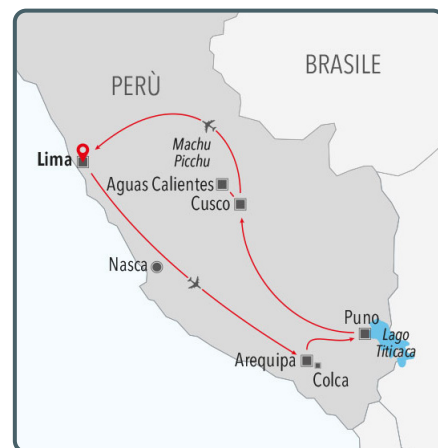 BRASILE
PERÙ
Machu
Picchu
Lima
Aguas Calientes
Cusco
Nasca
Puno
Lago
Titicaca
Arequipa
Colca